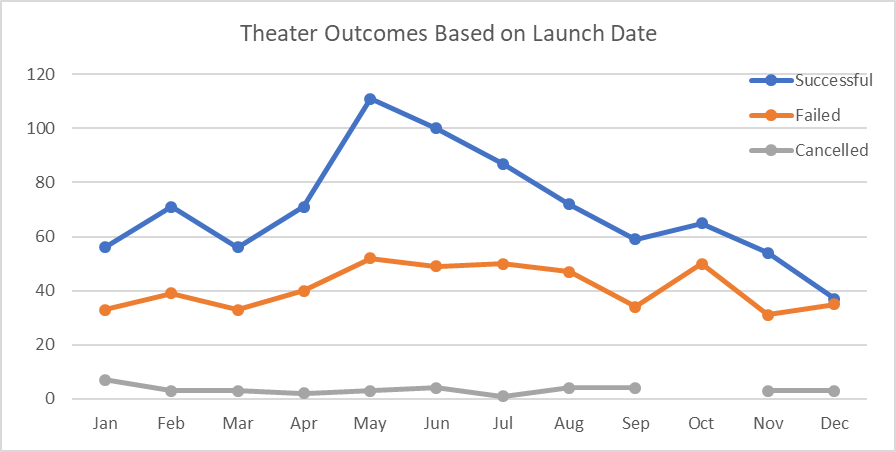 Theater Outcomes Based on Launch Date
120
100
80
60
40
20
0
Successful
Failed
Cancelled
Jan Feb Mar Apr May Jun Jul Aug Sep Oct Nov Dec